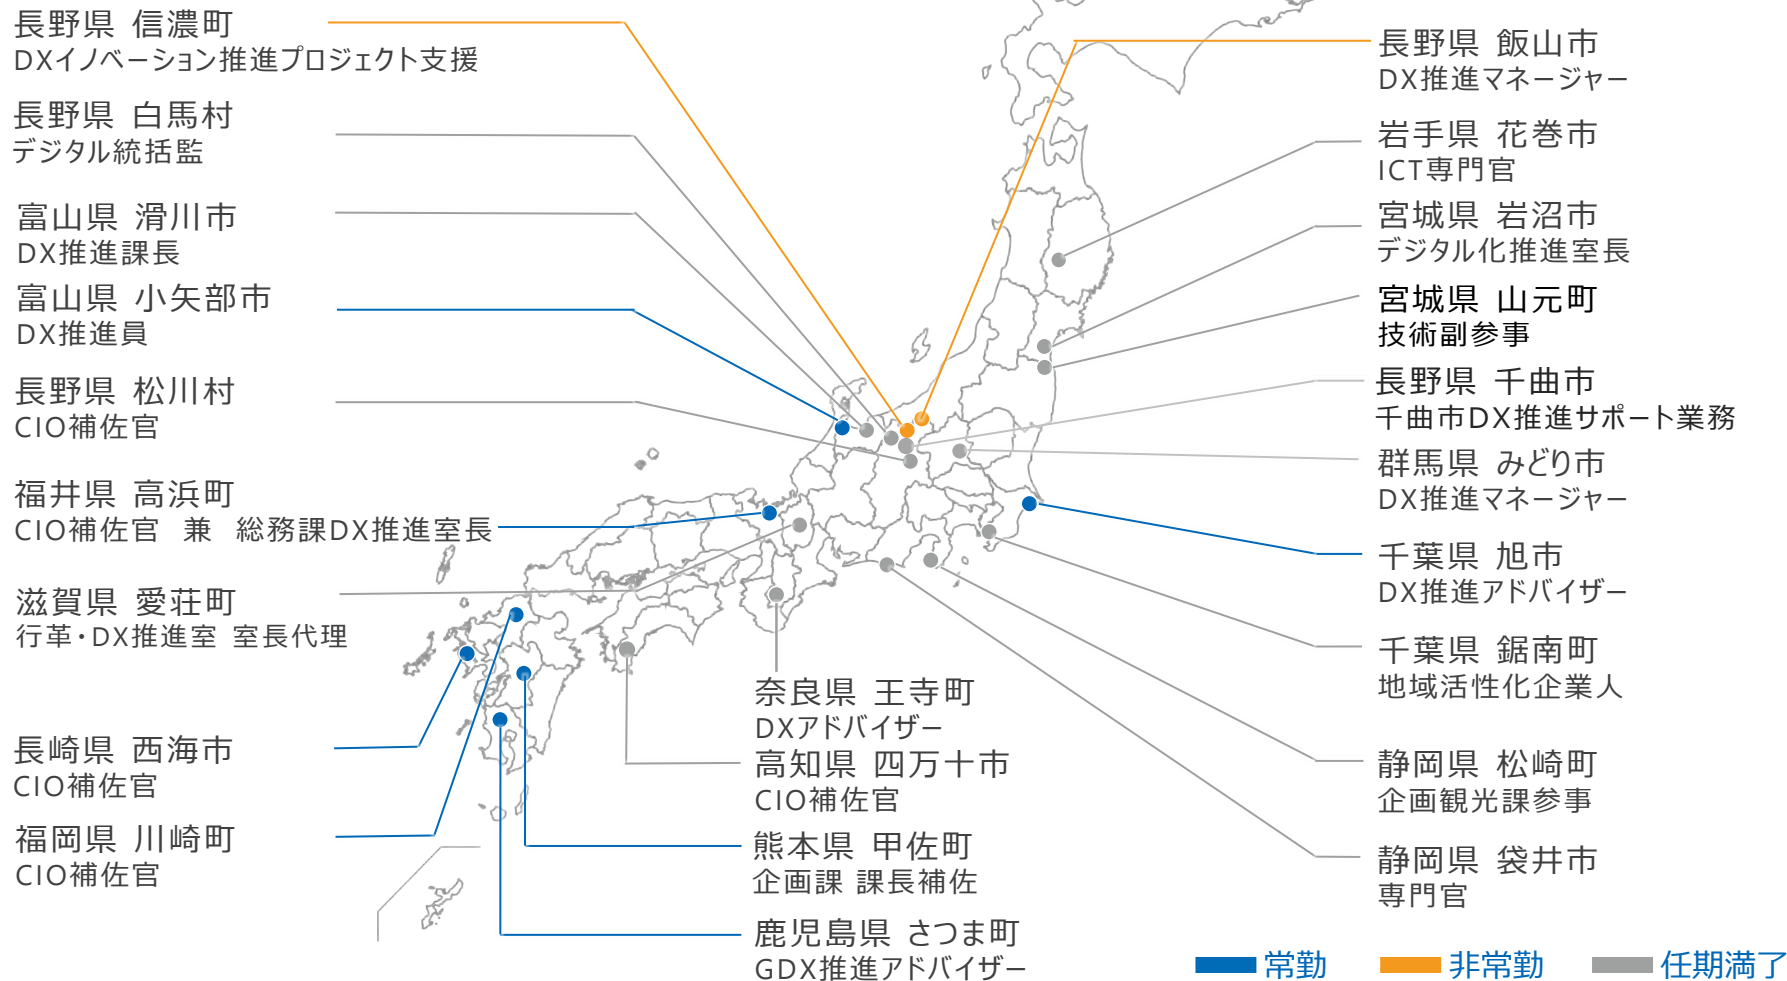 長野県 信濃町
DXイノベーション推進プロジェクト支援
長野県 白馬村
デジタル統括監
富山県 滑川市
DX推進課長
富山県 小矢部市
DX推進員
長野県 松川村
CIO補佐官
福井県 高浜町
CIO補佐官　兼　総務課DX推進室長
滋賀県 愛荘町
行革・DX推進室 室長代理
長崎県 西海市
CIO補佐官
福岡県 川崎町
CIO補佐官
奈良県 王寺町
DXアドバイザー
高知県 四万十市
CIO補佐官
熊本県 甲佐町
企画課 課長補佐
鹿児島県 さつま町
GDX推進アドバイザー
長野県 飯山市
DX推進マネージャー
岩手県 花巻市
ICT専門官
宮城県 岩沼市
デジタル化推進室長
宮城県 山元町
技術副参事
長野県 千曲市
千曲市DX推進サポート業務
群馬県 みどり市
DX推進マネージャー
千葉県 旭市
DX推進アドバイザー
千葉県 鋸南町
地域活性化企業人
静岡県 松崎町
企画観光課参事
静岡県 袋井市
専門官
常勤
非常勤
任期満了